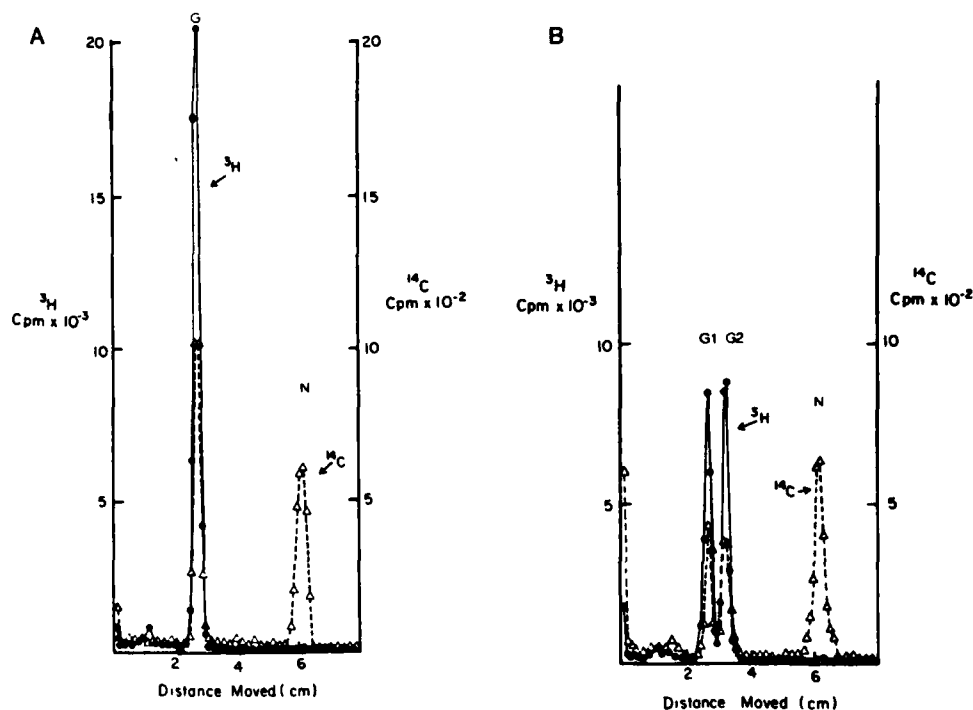 A
G
20
15
10
5
³H
Cpm x 10⁻³
³H
20
15
10
5
¹⁴C
Cpm x 10⁻²
N
¹⁴C
2
4
6
Distance Moved (cm)
B
10
5
³H
Cpm x 10⁻³
G1
G2
³H
10
5
¹⁴C
Cpm x 10⁻²
N
¹⁴C
2
4
6
Distance Moved (cm)